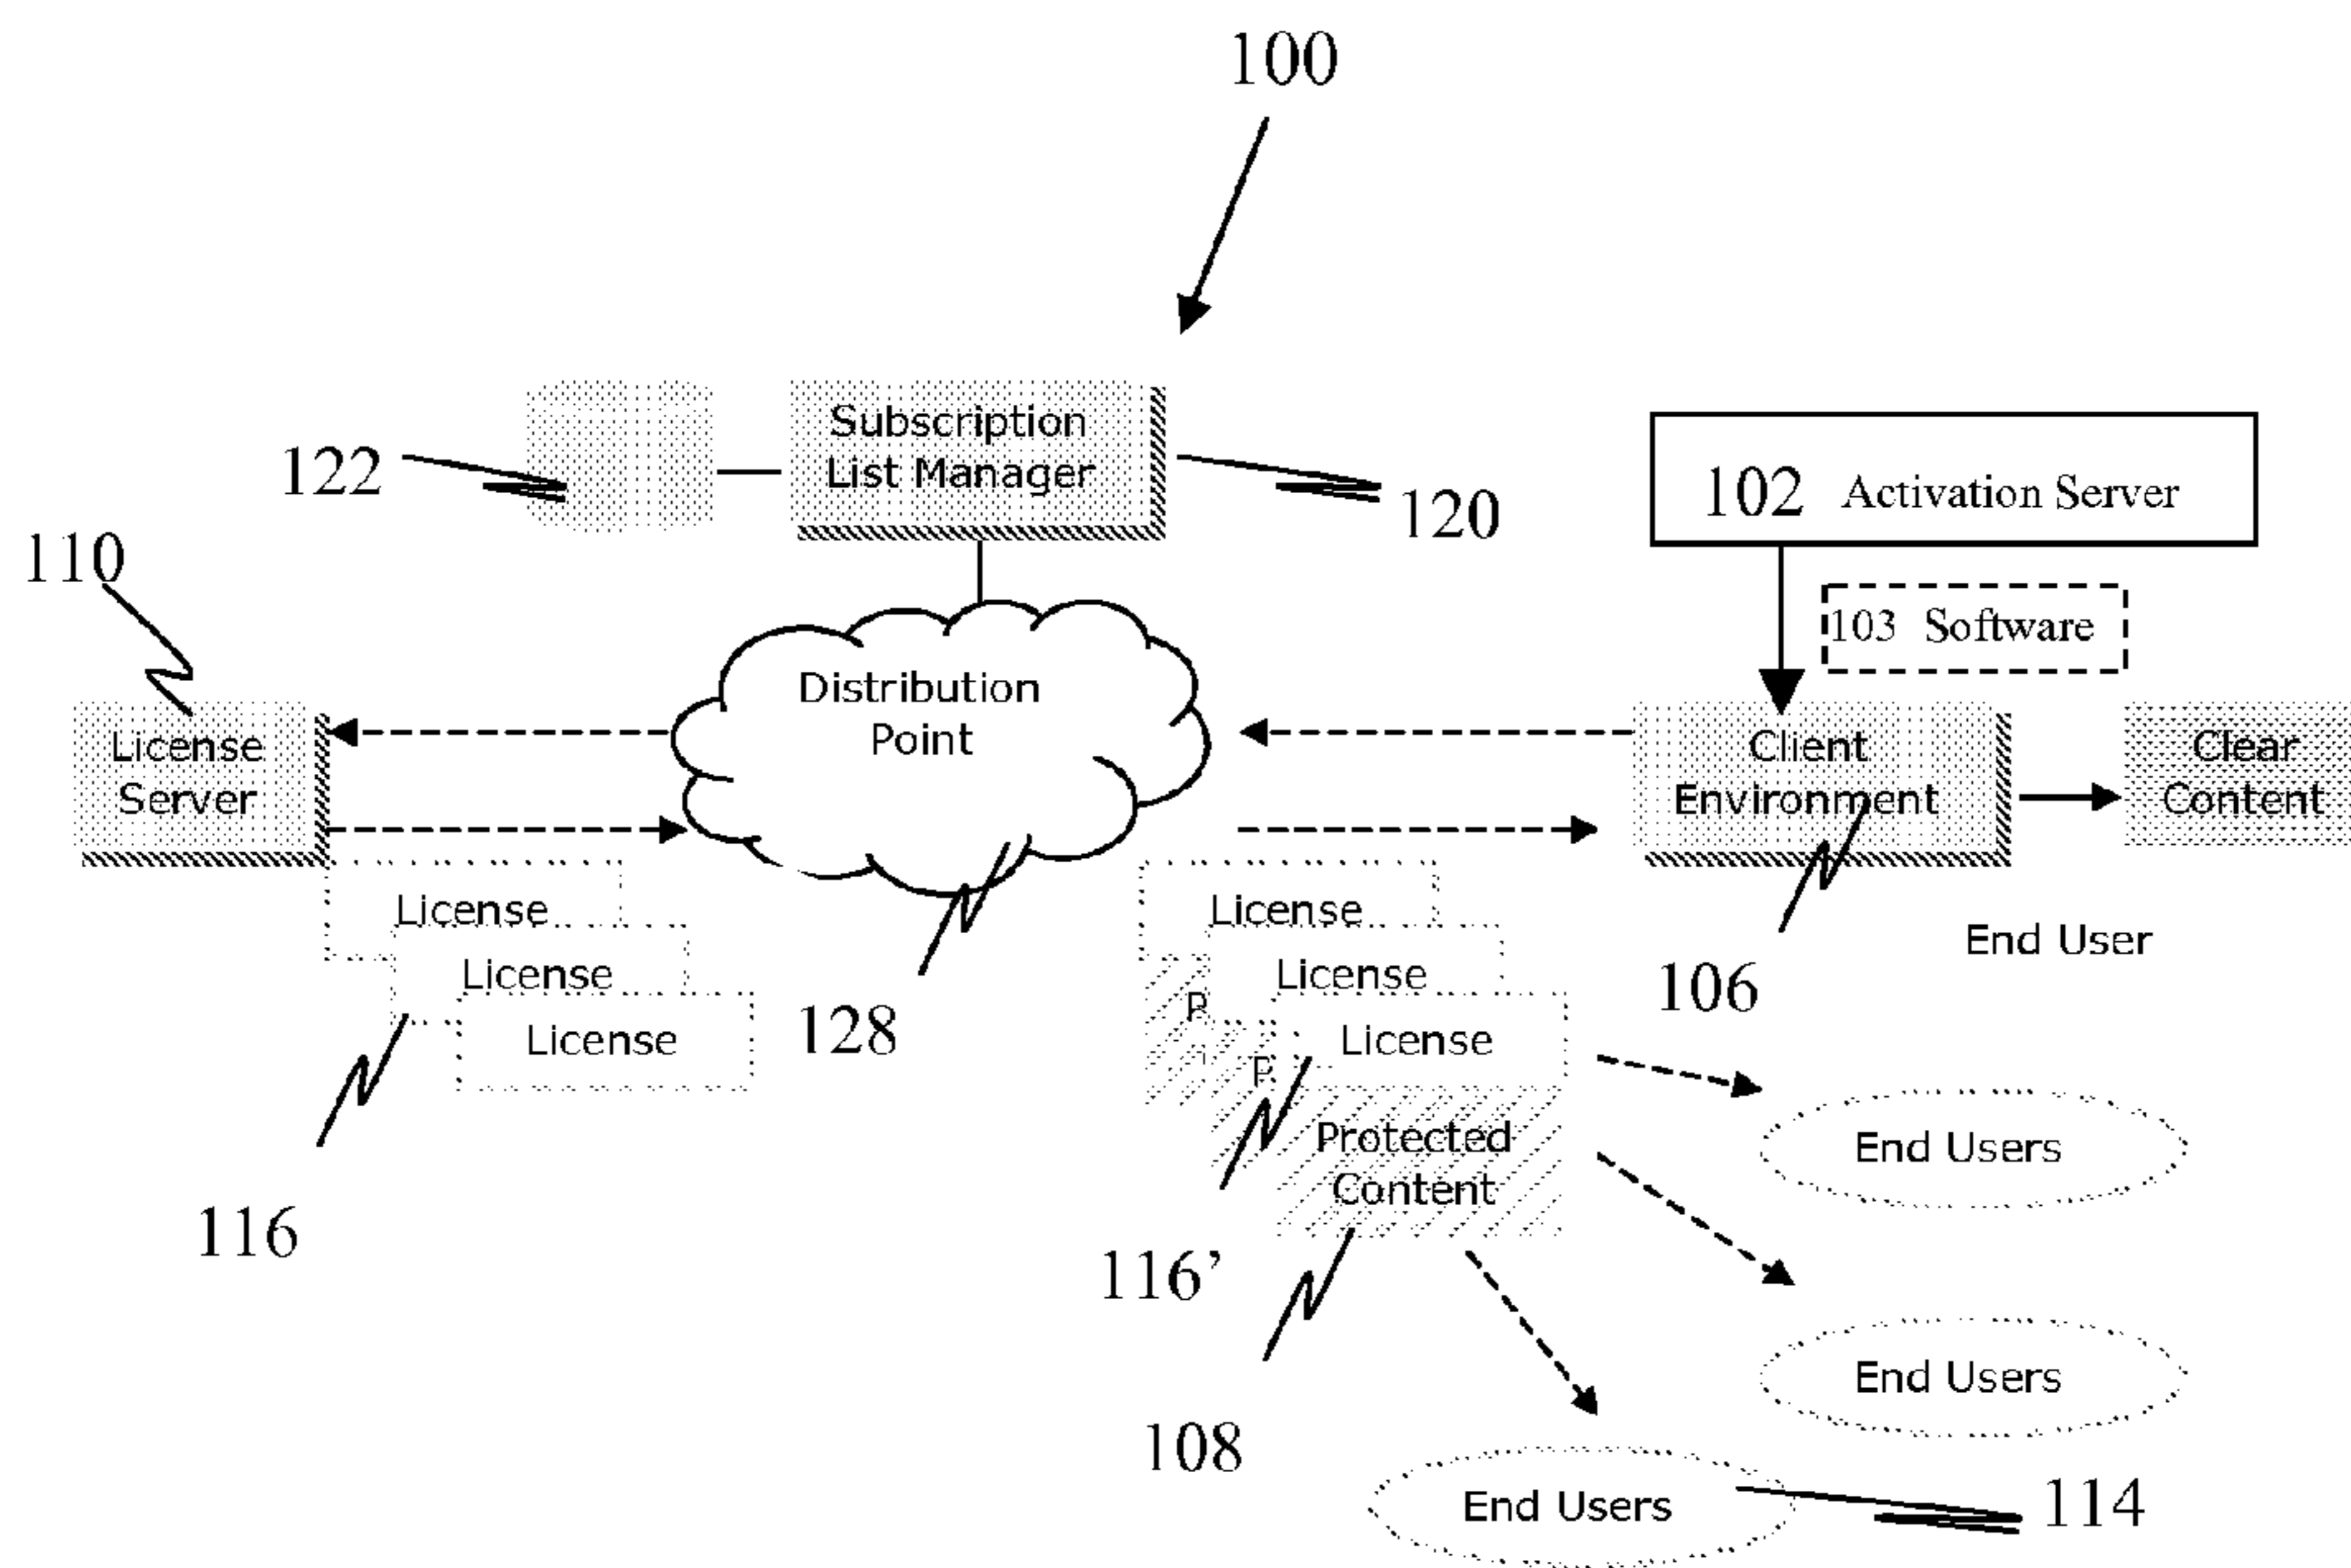 100
Subscription
List Manager
122
120
102 Activation Server
110
103 Software
Distribution
Point
License
Server
Client
Environment
Clear
Content
License
License
License
License
License
License
End User
106
128
P
P
Protected
Content
End Users
116
116’
End Users
108
End Users
114